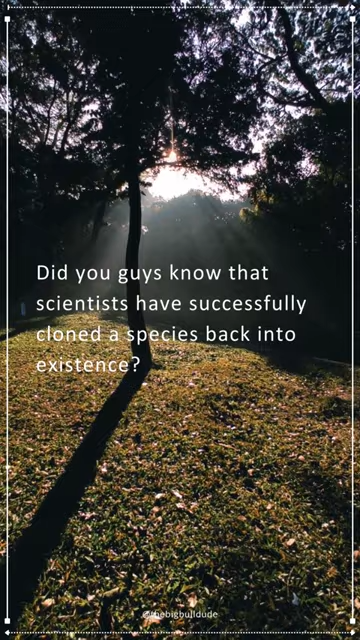 Did you guys know that
scientists have successfully
cloned a species back into
existence?
@thebigbulldude